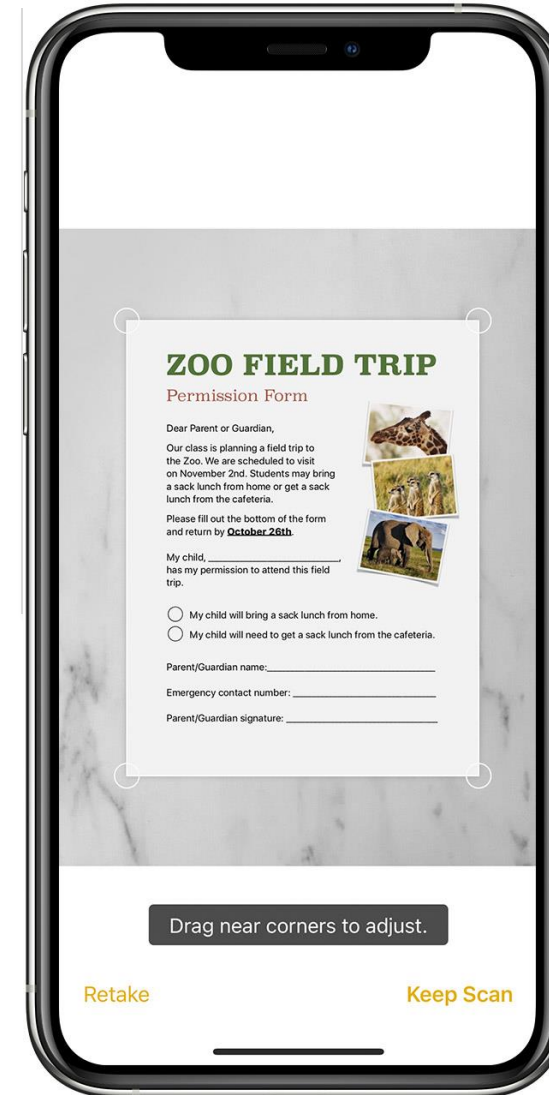 ZOO FIELD TRIP
Permission Form
Dear Parent or Guardian,
Our class is planning a field trip to
the Zoo. We are scheduled to visit
on November 2nd. Students may bring
a sack lunch from home or get a sack
lunch from the cafeteria.
Please fill out the bottom of the form
and return by October 26th.
My child, ____________________________,
has my permission to attend this field
trip.
My child will bring a sack lunch from home.
My child will need to get a sack lunch from the cafeteria.
Parent/Guardian name:____________________________________
Emergency contact number: ______________________________
Parent/Guardian signature: ________________________________
Drag near corners to adjust.
Retake
Keep Scan